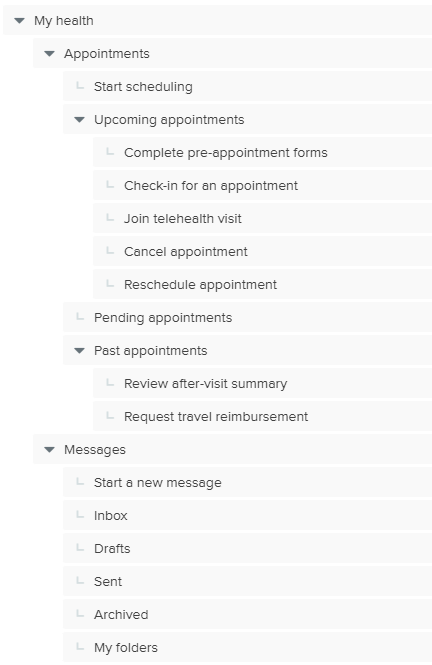 My health
Appointments
Start scheduling
Upcoming appointments
Complete pre-appointment forms
Check-in for an appointment
Join telehealth visit
Cancel appointment
Reschedule appointment
Pending appointments
Past appointments
Review after-visit summary
Request travel reimbursement
Messages
Start a new message
Inbox
Drafts
Sent
Archived
My folders